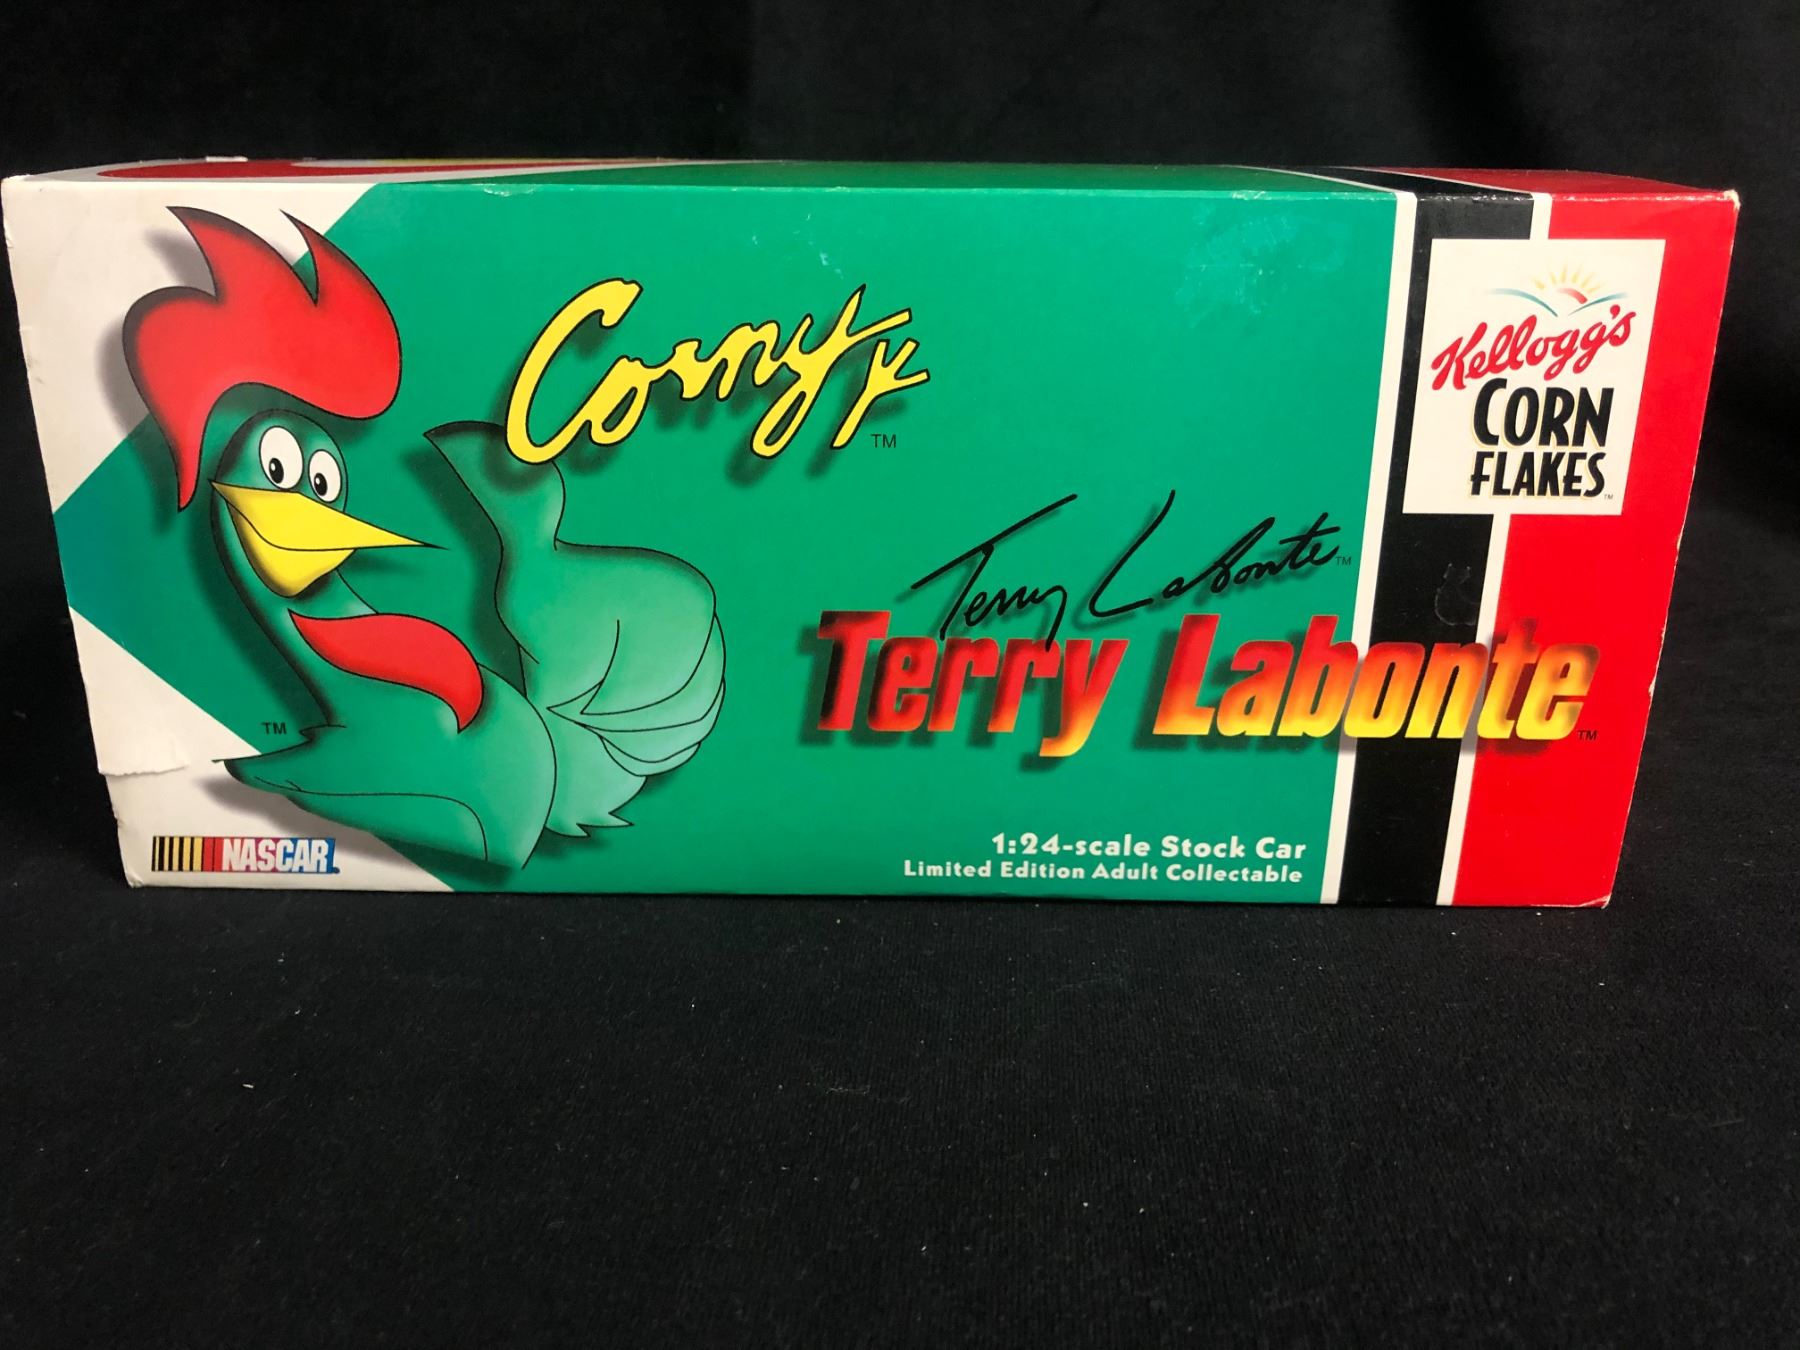 Corny
TM
Kellogg's
CORN
FLAKES
TM
Terry Labonte
TM
Terry Labonte
TM
TM
NASCAR
1:24-scale Stock Car
Limited Edition Adult Collectable